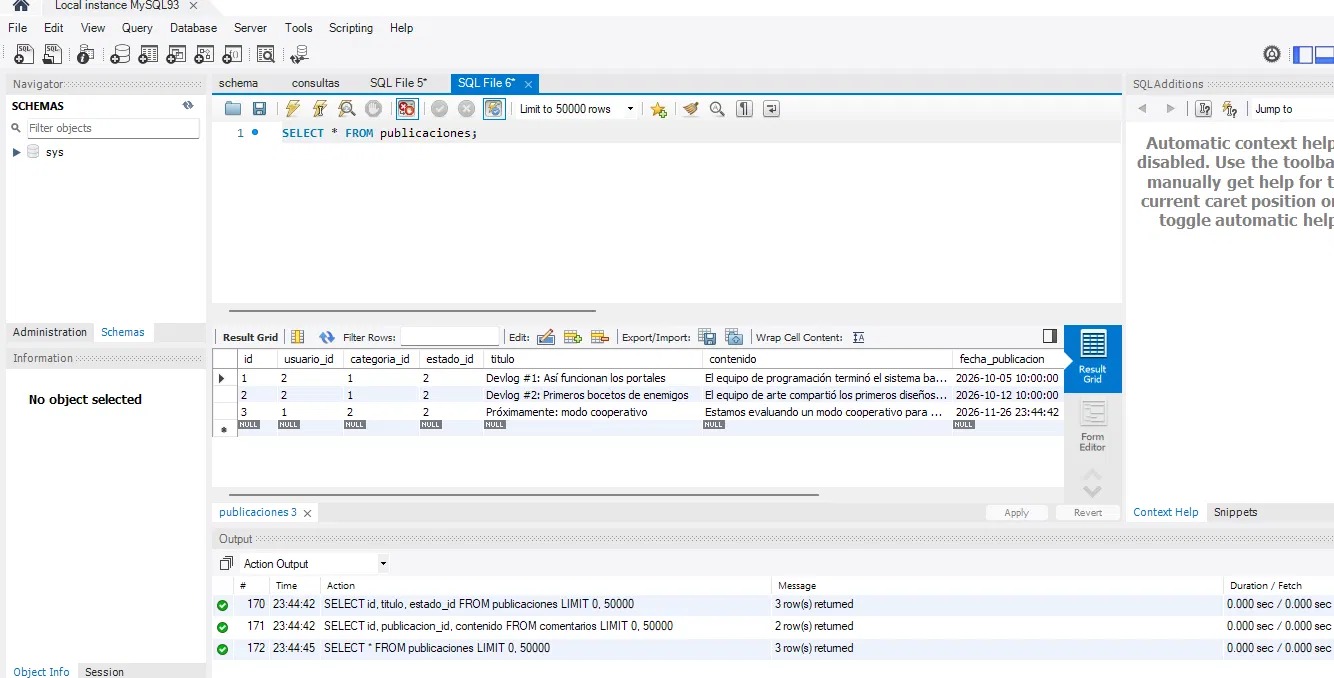 Local instance MySQL93
File Edit View Query Database Server Tools Scripting Help
Navigator
SCHEMAS
Filter objects
sys
Administration Schemas
Information
No object selected
Object Info Session
schema consultas SQL File 5* SQL File 6*
Limit to 50000 rows
1 SELECT * FROM publicaciones;
Result Grid Filter Rows: Edit: Export/Import: Wrap Cell Content:
id usuario_id categoria_id estado_id titulo contenido fecha_publicacion
1 2 1 2 Devlog #1: Así funcionan los portales El equipo de programación terminó el sistema ba... 2026-10-05 10:00:00
2 2 1 2 Devlog #2: Primeros bocetos de enemigos El equipo de arte compartió los primeros diseños... 2026-10-12 10:00:00
3 1 2 2 Próximamente: modo cooperativo Estamos evaluando un modo cooperativo para ... 2026-11-26 23:44:42
NULL NULL NULL NULL NULL NULL NULL
Result
Grid
Form
Editor
publicaciones 3 Apply Revert
Output
Action Output
# Time Action Message Duration / Fetch
170 23:44:42 SELECT id, titulo, estado_id FROM publicaciones LIMIT 0, 50000 3 row(s) returned 0.000 sec / 0.000 sec
171 23:44:42 SELECT id, publicacion_id, contenido FROM comentarios LIMIT 0, 50000 2 row(s) returned 0.000 sec / 0.000 sec
172 23:44:45 SELECT * FROM publicaciones LIMIT 0, 50000 3 row(s) returned 0.000 sec / 0.000 sec
SQLAdditions
Jump to
Automatic context help
disabled. Use the toolba
manually get help for t
current caret position o
toggle automatic help
Context Help Snippets